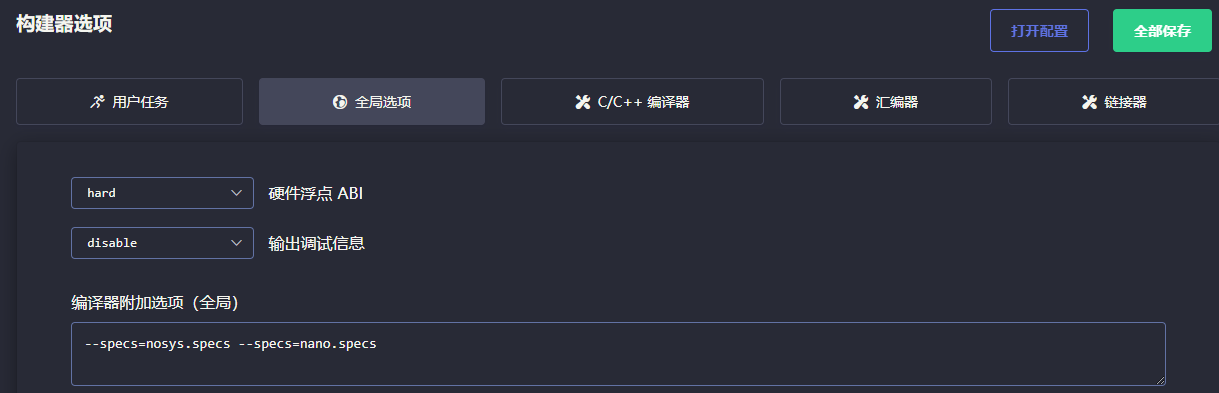 构建器选项
打开配置
全部保存
用户任务
全局选项
C/C++ 编译器
汇编器
链接器
hard
硬件浮点 ABI
disable
输出调试信息
编译器附加选项（全局）
--specs=nosys.specs --specs=nano.specs